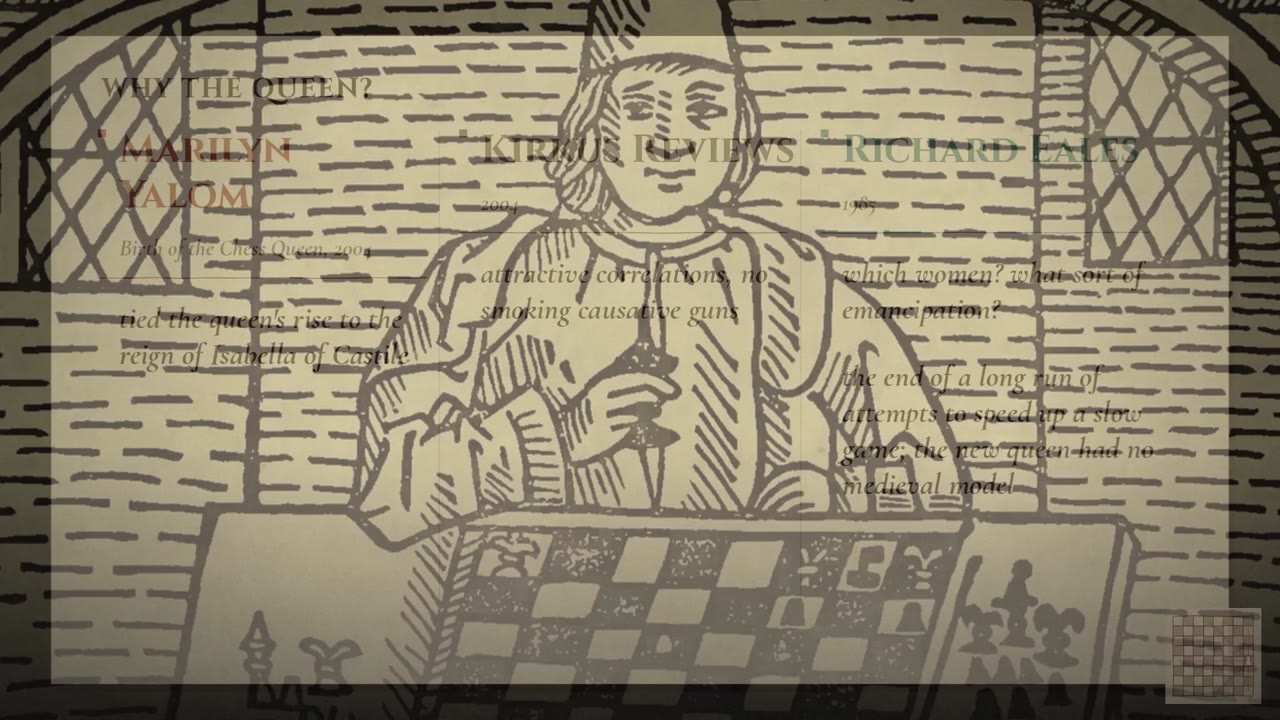 WHY THE QUEEN?
MARILYN
YALOM
Birth of the Chess Queen, 2004
tied the queen's rise to the
reign of Isabella of Castile
KIRKUS REVIEWS
2004
attractive correlations, no
smoking causative guns
RICHARD EALES
1985
which women? what sort of
emancipation?
the end of a long run of
attempts to speed up a slow
game; the new queen had no
medieval model